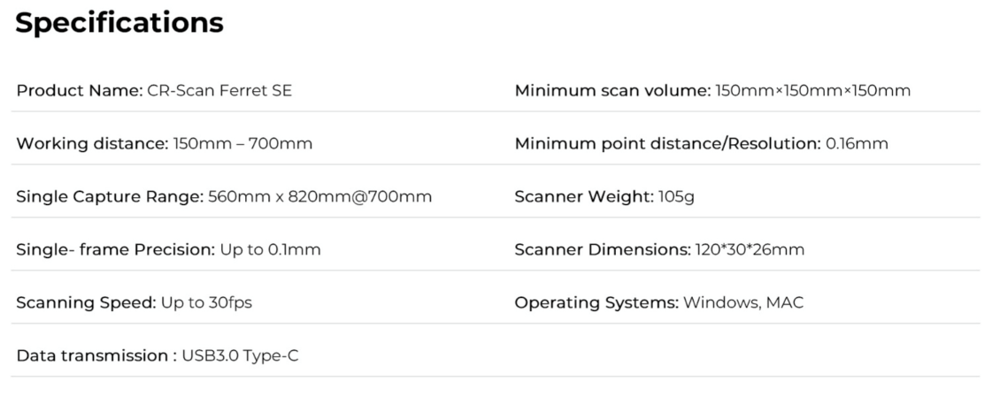 Specifications
Product Name: CR-Scan Ferret SE
Minimum scan volume: 150mm×150mm×150mm
Working distance: 150mm – 700mm
Minimum point distance/Resolution: 0.16mm
Single Capture Range: 560mm x 820mm@700mm
Scanner Weight: 105g
Single- frame Precision: Up to 0.1mm
Scanner Dimensions: 120*30*26mm
Scanning Speed: Up to 30fps
Operating Systems: Windows, MAC
Data transmission : USB3.0 Type-C